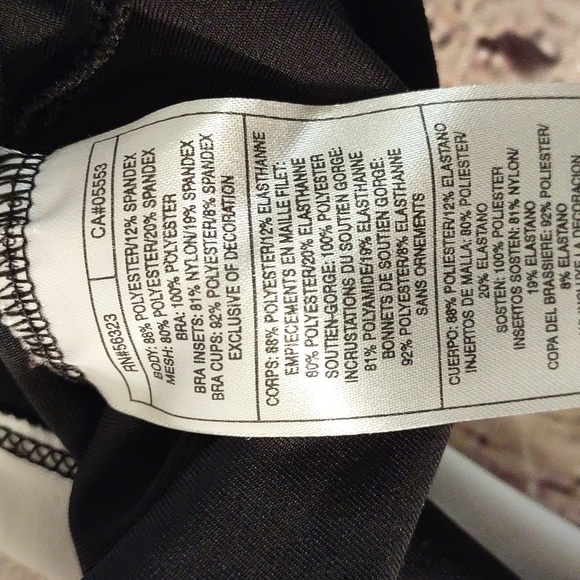 RN#56323 CA#05553
BODY: 88% POLYESTER/12% SPANDEX
MESH: 80% POLYESTER/20% SPANDEX
BRA: 100% POLYESTER
BRA INSETS: 81% NYLON/19% SPANDEX
BRA CUPS: 92% POLYESTER/8% SPANDEX
EXCLUSIVE OF DECORATION
CORPS: 88% POLYESTER/12% ELASTHANNE
EMPIECEMENTS EN MAILLE FILET:
80% POLYESTER/20% ELASTHANNE
SOUTIEN-GORGE: 100% POLYESTER
INCRUSTATIONS DU SOUTIEN GORGE:
81% POLYAMIDE/19% ELASTHANNE
BONNETS DE SOUTIEN GORGE:
92% POLYESTER/8% ELASTHANNE
SANS ORNEMENTS
CUERPO: 88% POLIESTER/12% ELASTANO
INJERTOS DE MALLA: 80% POLIESTER/
20% ELASTANO
SOSTEN: 100% POLIESTER
INSERTOS SOSTEN: 81% NYLON/
19% ELASTANO
COPA DEL BRASSIERE: 92% POLIESTER/
8% ELASTANO